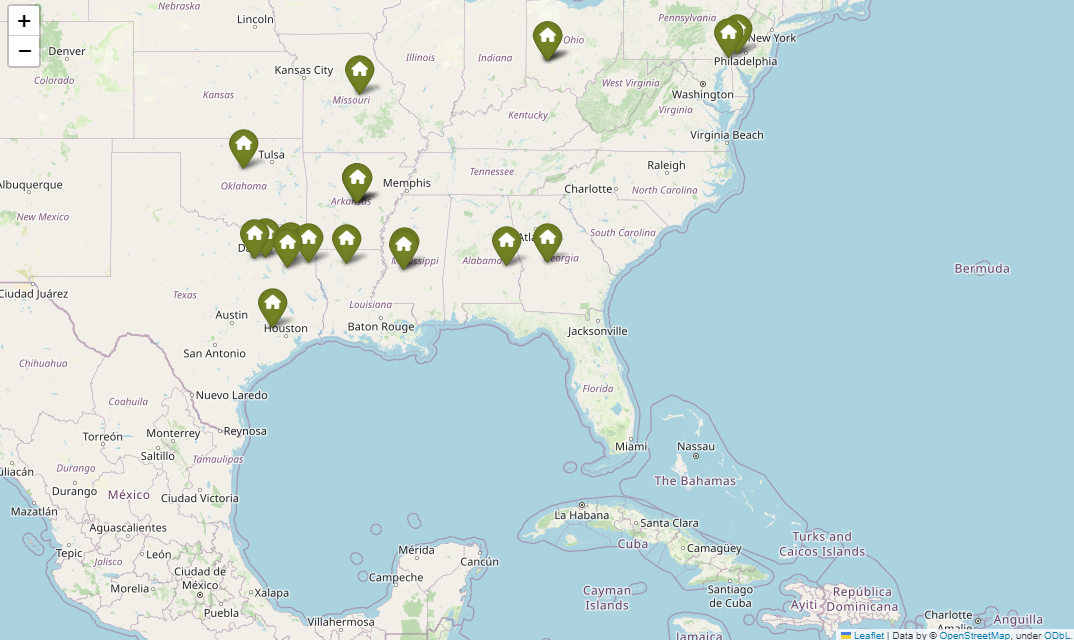 +
−
Nebraska
Lincoln
Pennsylvania
New York
Ohio
Denver
Illinois
Indiana
Philadelphia
Kansas City
Colorado
West Virginia
Kansas
Missouri
Washington
Kentucky
Virginia
Virginia Beach
Tulsa
Raleigh
Tennessee
Albuquerque
Oklahoma
Memphis
Charlotte
North Carolina
Arkansas
New Mexico
South Carolina
Atla
D
Mississippi
Alabama
Georgia
Bermuda
Ciudad Juárez
Texas
Louisiana
Austin
Houston
Baton Rouge
Jacksonville
San Antonio
Chihuahua
Florida
Nuevo Laredo
Coahuila
Reynosa
Torreón
Monterrey
Miami
Nassau
Saltillo
Tamaulipas
uliacán
Durango
The Bahamas
Durango
México
Ciudad Victoria
Mazatlán
La Habana
Santa Clara
Aguascalientes
Turks and
Caicos Islands
Cuba
Camagüey
Tepic
León
Mérida
Cancún
Jalisco
Ciudad de
México
Campeche
Morelia
Xalapa
Cayman
Islands
Santiago
de Cuba
República
Dominicana
Ayiti
Puebla
Villahermosa
Charlotte
Amalie
Anguilla
Jamaica
Leaflet | Data by © OpenStreetMap, under ODbL.